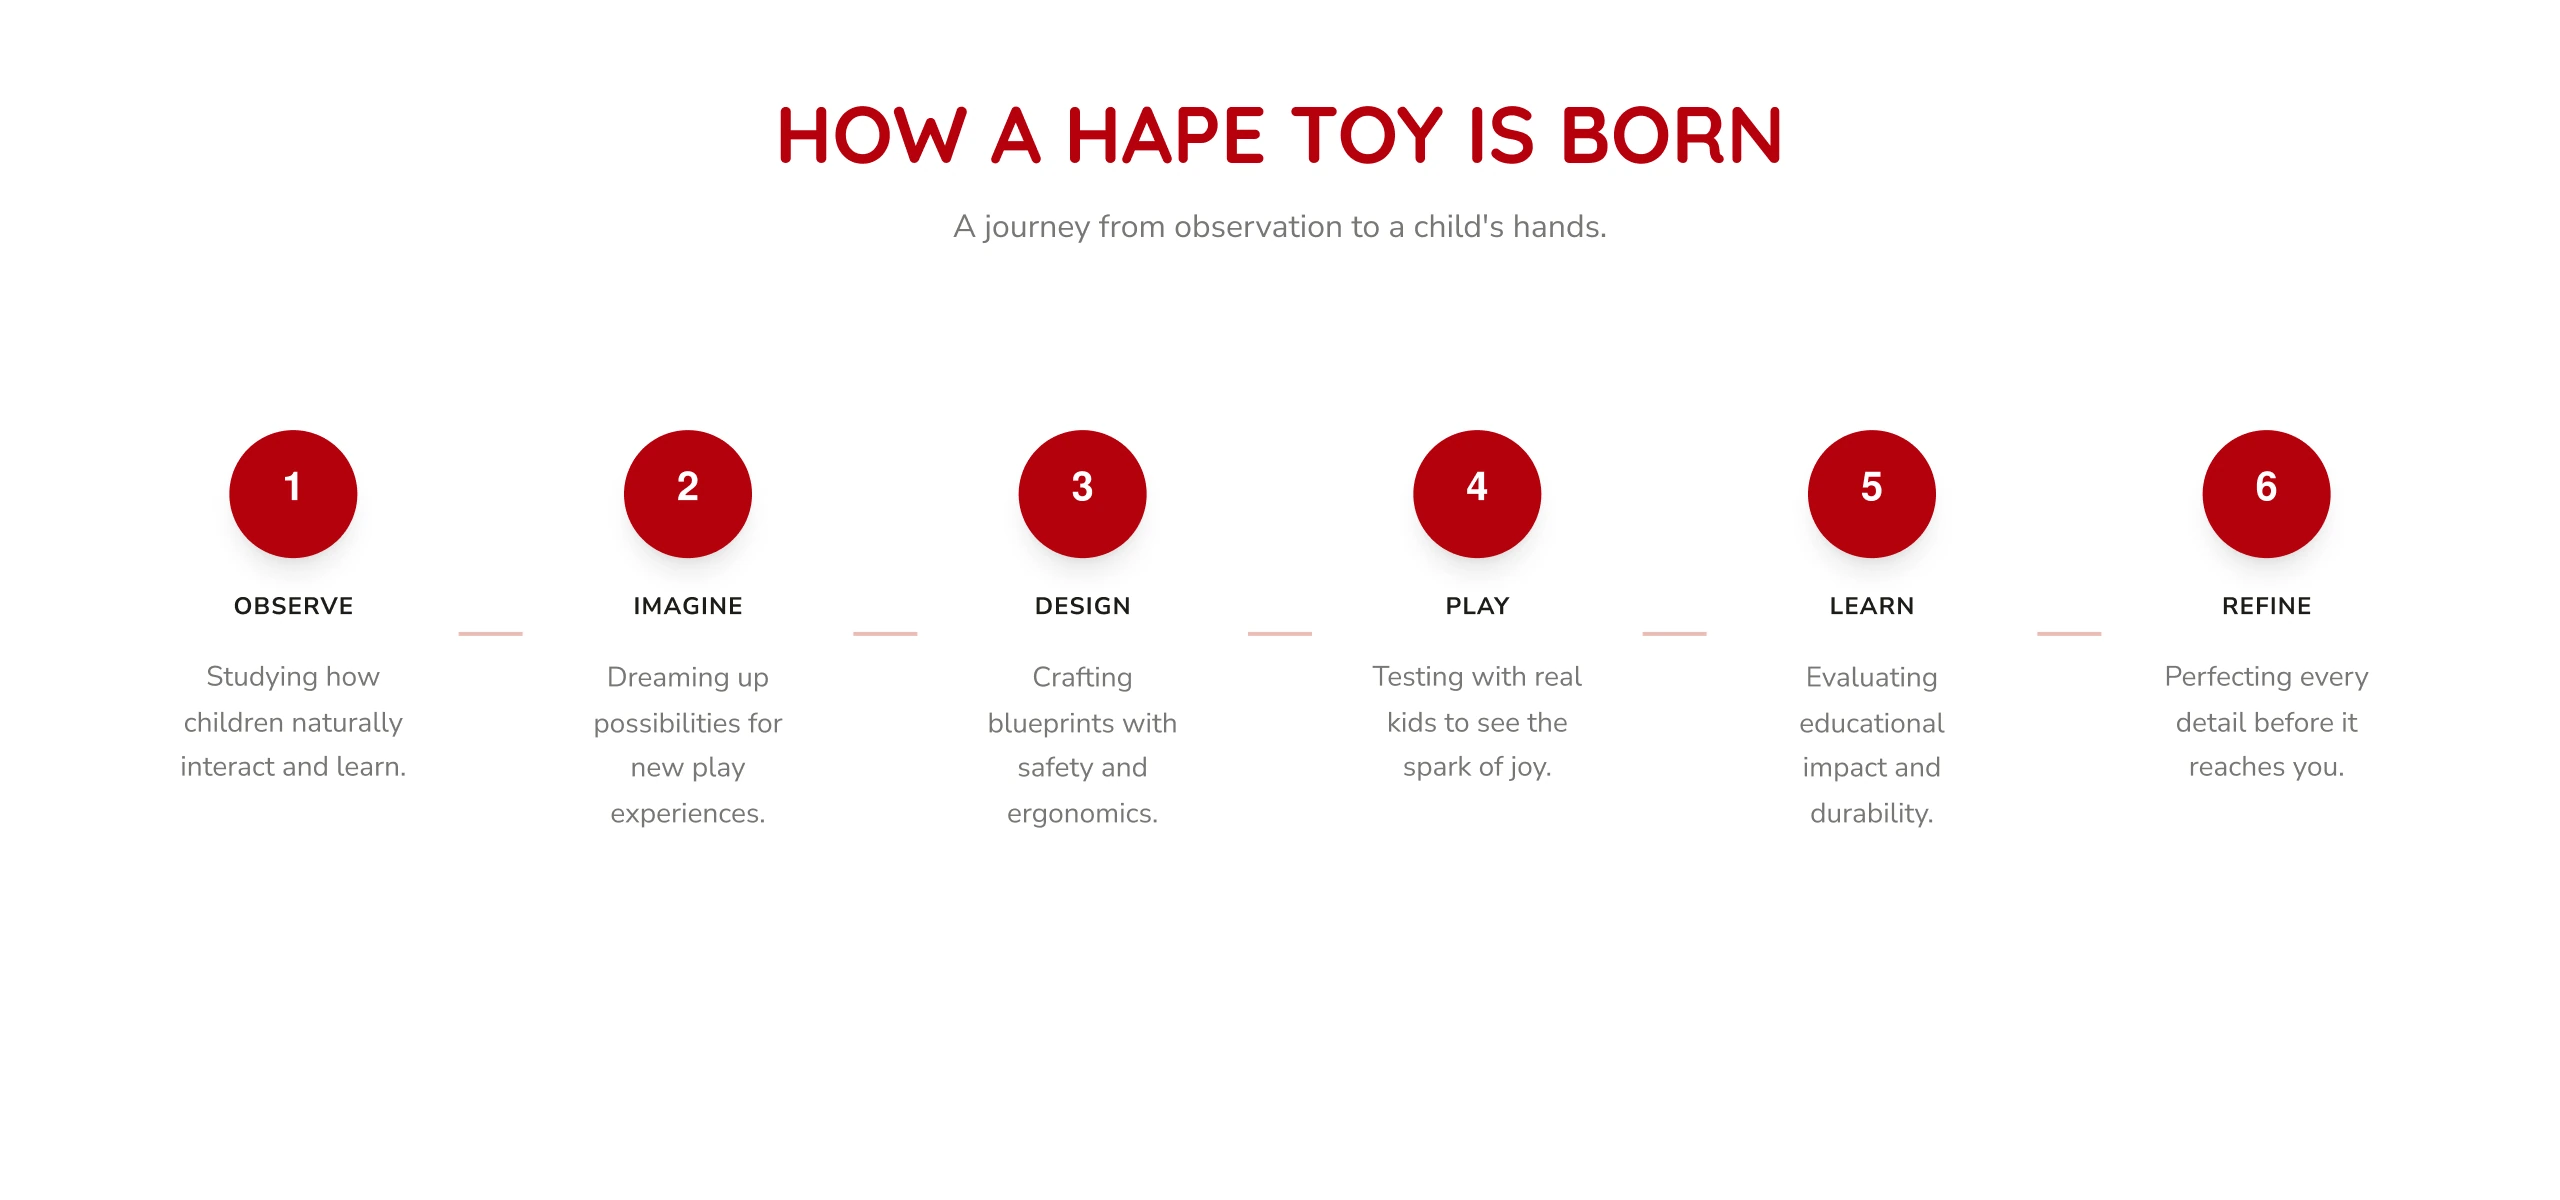 HOW A HAPE TOY IS BORN
A journey from observation to a child's hands.
1
OBSERVE
Studying how
children naturally
interact and learn.
2
IMAGINE
Dreaming up
possibilities for
new play
experiences.
3
DESIGN
Crafting
blueprints with
safety and
ergonomics.
4
PLAY
Testing with real
kids to see the
spark of joy.
5
LEARN
Evaluating
educational
impact and
durability.
6
REFINE
Perfecting every
detail before it
reaches you.